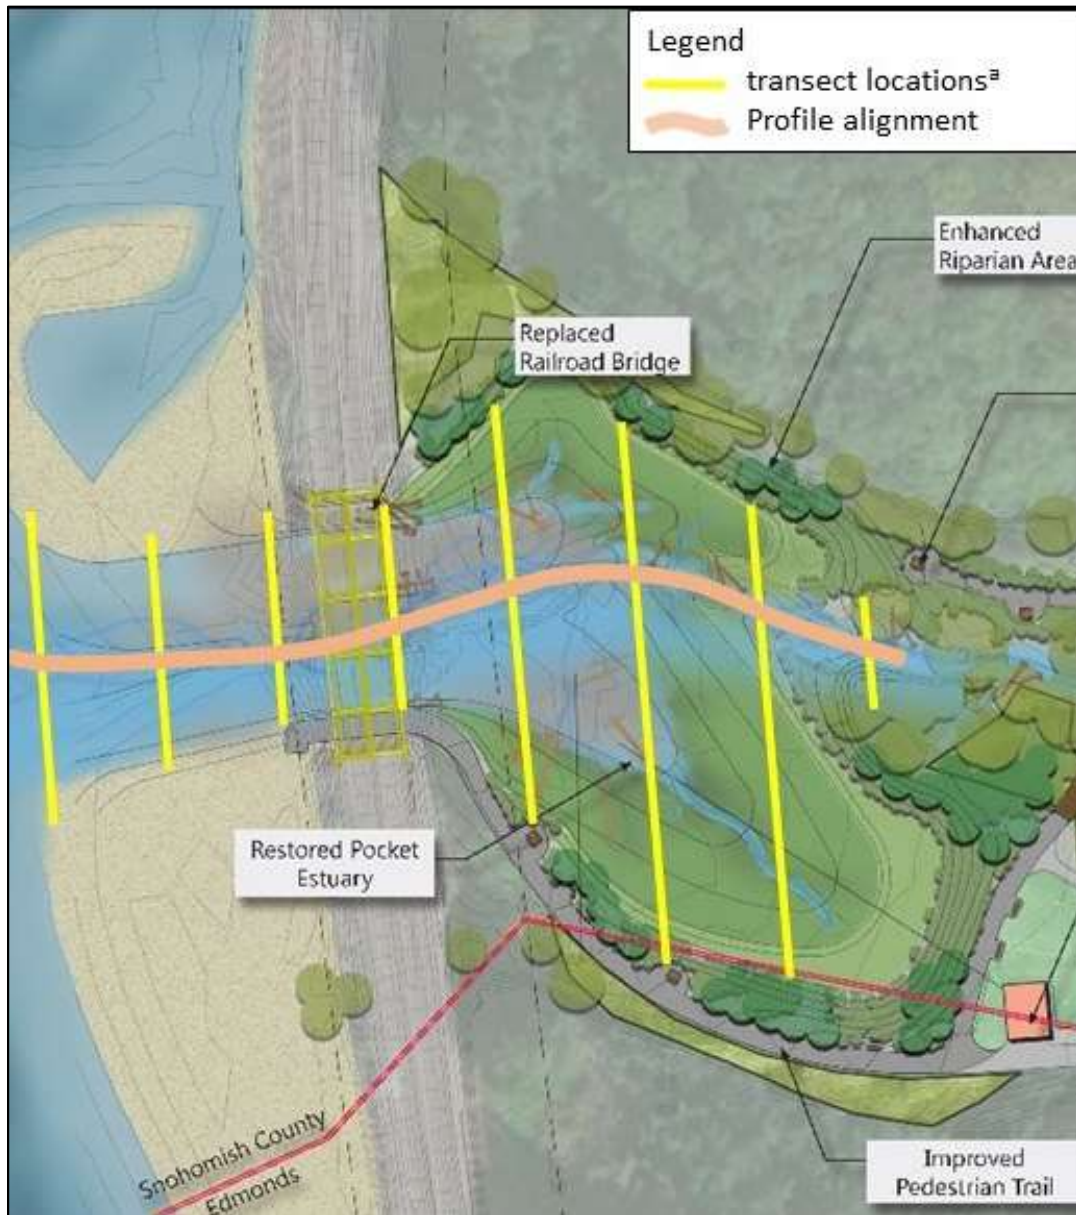 Legend
transect locationsª
Profile alignment
Enhanced
Riparian Area
Replaced
Railroad Bridge
Restored Pocket
Estuary
Snohomish County
Edmonds
Improved
Pedestrian Trail